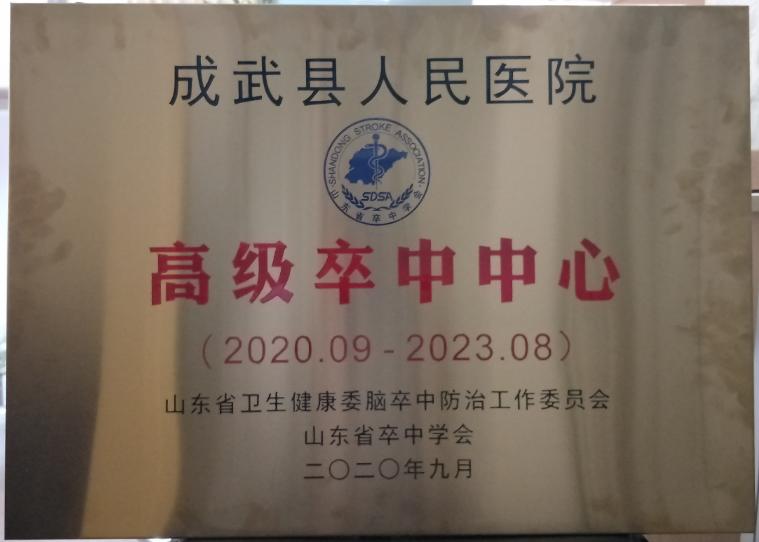 成武县人民医院
SHANDONG STROKE ASSOCIATION
SDSA
山东省卒中学会
高级卒中中心
（2020.09-2023.08）
山东省卫生健康委脑卒中防治工作委员会
山东省卒中学会
二〇二〇年九月